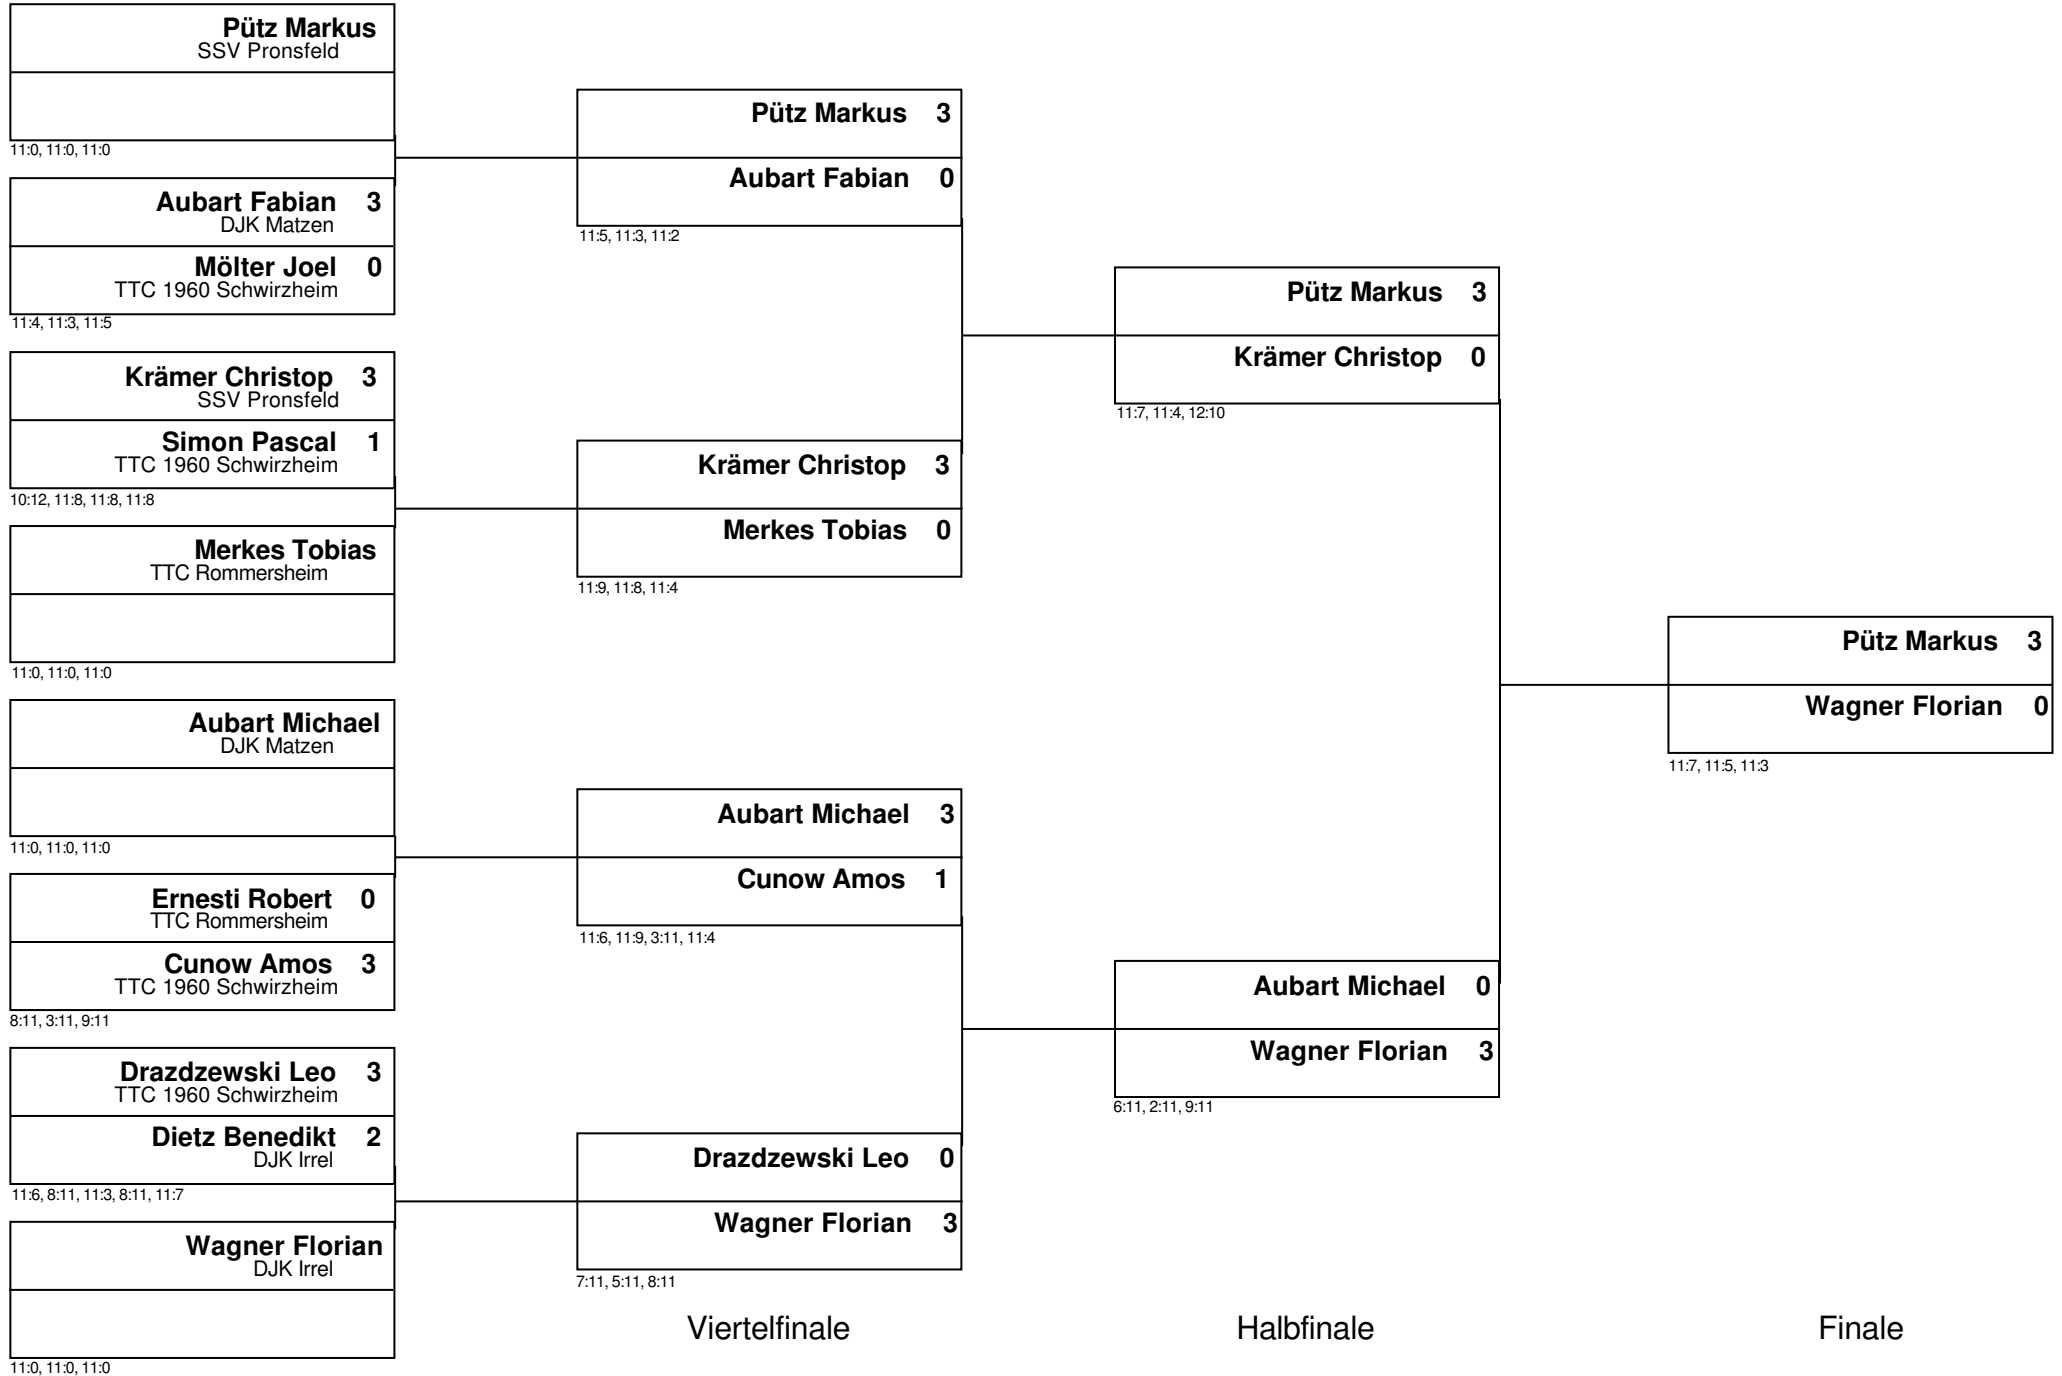 Pütz Markus
SSV Pronsfeld
11:0, 11:0, 11:0
Aubart Fabian 3
DJK Matzen
Mölter Joel 0
TTC 1960 Schwirzheim
11:4, 11:3, 11:5
Krämer Christop 3
SSV Pronsfeld
Simon Pascal 1
TTC 1960 Schwirzheim
10:12, 11:8, 11:8, 11:8
Merkes Tobias
TTC Rommersheim
11:0, 11:0, 11:0
Aubart Michael
DJK Matzen
11:0, 11:0, 11:0
Ernesti Robert 0
TTC Rommersheim
Cunow Amos 3
TTC 1960 Schwirzheim
8:11, 3:11, 9:11
Drazdzewski Leo 3
TTC 1960 Schwirzheim
Dietz Benedikt 2
DJK Irrel
11:6, 8:11, 11:3, 8:11, 11:7
Wagner Florian
DJK Irrel
11:0, 11:0, 11:0
Pütz Markus 3
Aubart Fabian 0
11:5, 11:3, 11:2
Krämer Christop 3
Merkes Tobias 0
11:9, 11:8, 11:4
Aubart Michael 3
Cunow Amos 1
11:6, 11:9, 3:11, 11:4
Drazdzewski Leo 0
Wagner Florian 3
7:11, 5:11, 8:11
Viertelfinale
Pütz Markus 3
Krämer Christop 0
11:7, 11:4, 12:10
Aubart Michael 0
Wagner Florian 3
6:11, 2:11, 9:11
Halbfinale
Pütz Markus 3
Wagner Florian 0
11:7, 11:5, 11:3
Finale